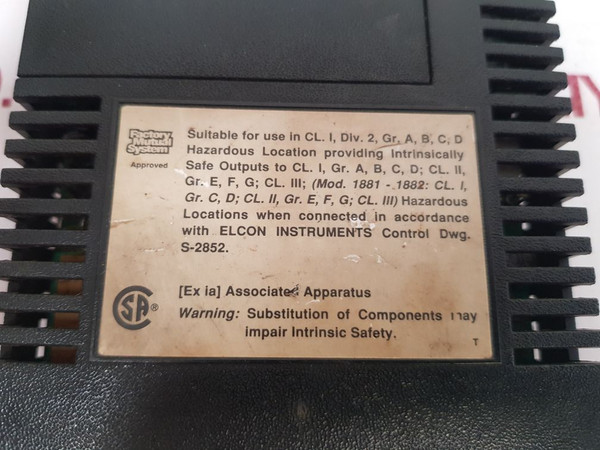 Factory
Mutual
System
Approved
Suitable for use in CL. I, Div. 2, Gr, A, B, C, D
Hazardous Location providing Intrinsically
Safe Outputs to CL. I, Gr. A, B, C, D; CL. II,
Gr. E, F, G; CL. III; (Mod. 1881 - 1882: CL. I,
Gr. C, D; CL. II, Gr. E, F, G; CL. III) Hazardous
Locations when connected in accordance
with ELCON INSTRUMENTS Control Dwg.
S-2852.
[Ex ia] Associated Apparatus
SA®
Warning: Substitution of Components may
impair Intrinsic Safety.
T